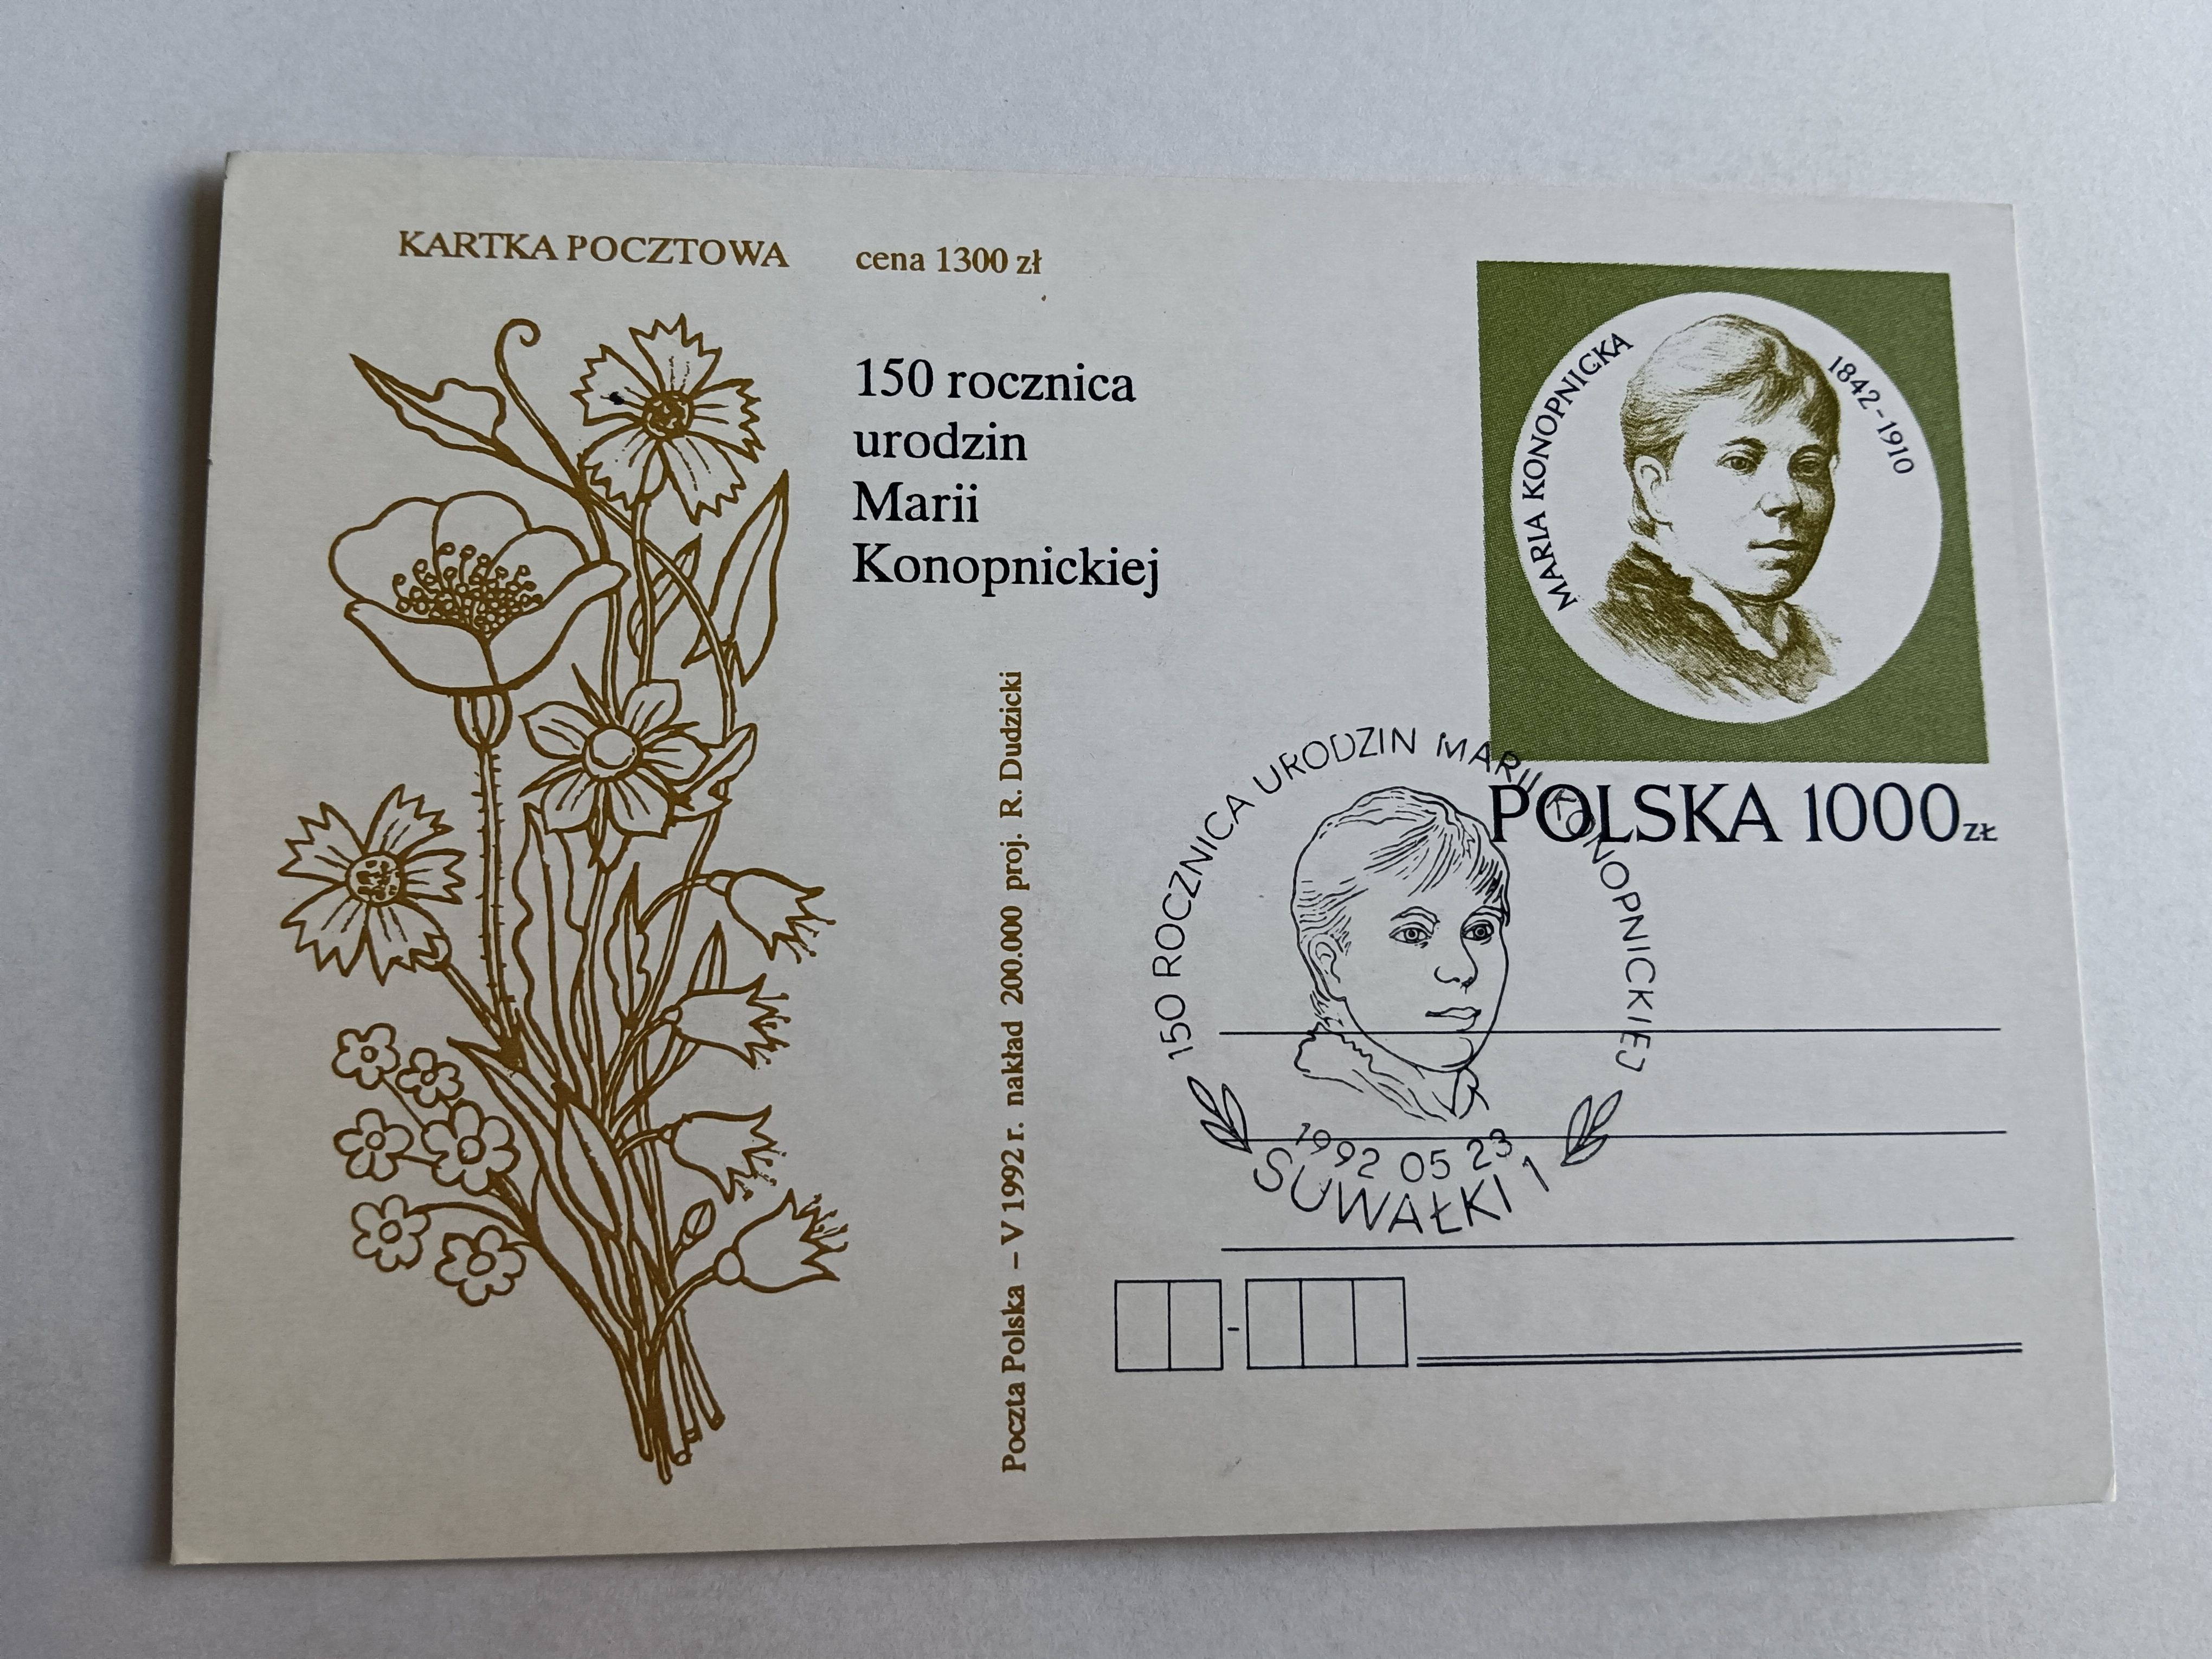 KARTKA POCZTOWA cena 1300 zł
150 rocznica
urodzin
Marii
Konopnickiej
MARIA KONOPNICKA
1842-1910
POLSKA 1000 ZŁ
150 ROCZNICA URODZIN MARII KONOPNICKIEJ
1992 05 23
SUWAŁKI 1
Poczta Polska – V 1992 r. nakład 200.000 proj. R. Dudzicki